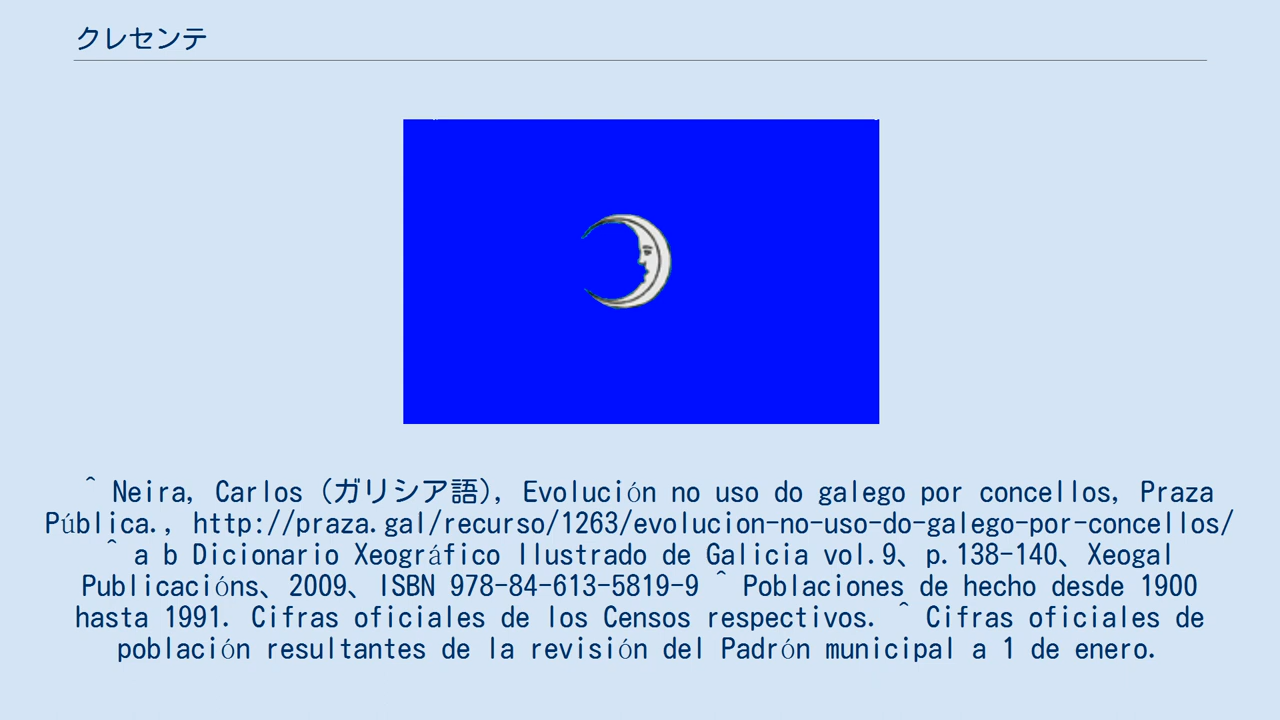 クレセンテ
^ Neira, Carlos (ガリシア語), Evolución no uso do galego por concellos, Praza
Pública., http://praza.gal/recurso/1263/evolucion-no-uso-do-galego-por-concellos/
^ a b Dicionario Xeográfico Ilustrado de Galicia vol.9、p.138-140、Xeogal
Publicacións、2009、ISBN 978-84-613-5819-9 ^ Poblaciones de hecho desde 1900
hasta 1991. Cifras oficiales de los Censos respectivos. ^ Cifras oficiales de
población resultantes de la revisión del Padrón municipal a 1 de enero.